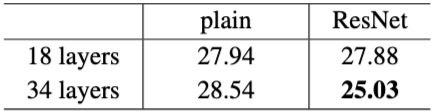 plain ResNet
18 layers 27.94 27.88
34 layers 28.54 25.03